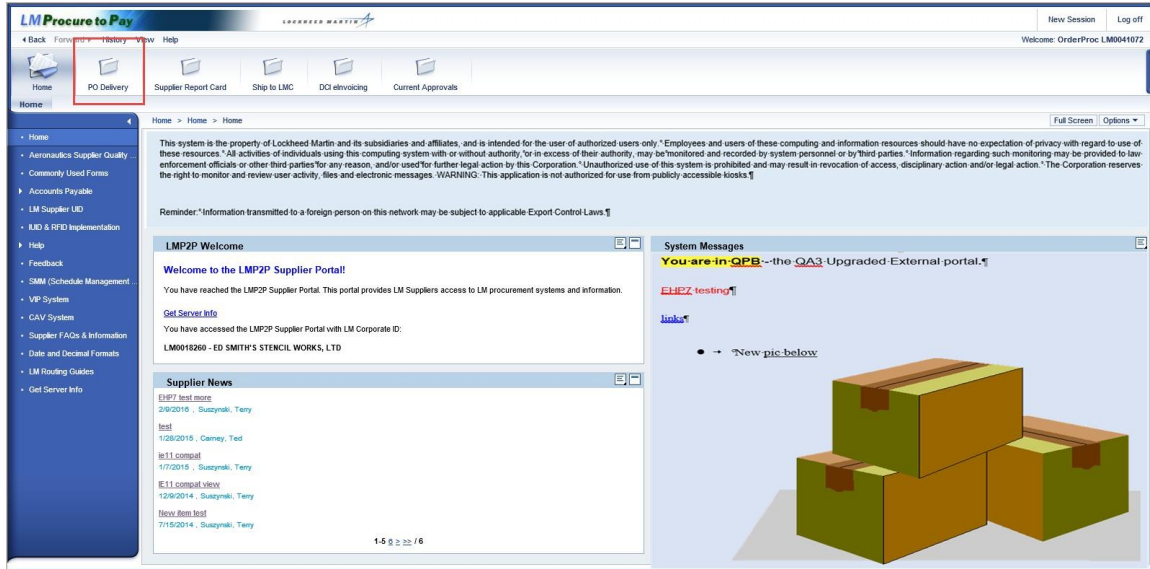 LM Procure to Pay
LOCKHEED MARTIN
New Session Log off
Back Forward History View Help
Welcome: OrderProc LM0041072
Home PO Delivery Supplier Report Card Ship to LMC DCI eInvoicing Current Approvals
Home
Home > Home > Home
Full Screen Options
Home
Aeronautics Supplier Quality ...
Commonly Used Forms
Accounts Payable
LM Supplier UID
IUID & RFID Implementation
Help
Feedback
SMM (Schedule Management ...
VIP System
CAV System
Supplier FAQs & Information
Date and Decimal Formats
LM Routing Guides
Get Server Info
This·system·is·the·property·of·Lockheed·Martin·and·its·subsidiaries·and·affiliates,·and·is·intended·for·the·user·of·authorized·users·only.°·Employees·and·users·of·these·computing·and·information·resources·should·have·no·expectation·of·privacy·with·regard·to·use·of·
these·resources.°·All·activities·of·individuals·using·this·computing·system·with·or·without·authority,°or·in·excess·of·their·authority,·may·be°monitored·and·recorded·by·system·personnel·or·by°third·parties.°·Information·regarding·such·monitoring·may·be·provided·to·law·
enforcement·officials·or·other·third·parties°for·any·reason,·and/or·used°for·further·legal·action·by·this·Corporation.°·Unauthorized·use·of·this·system·is·prohibited·and·may·result·in·revocation·of·access,·disciplinary·action·and/or·legal·action.°·The·Corporation·reserves·
the·right·to·monitor·and·review·user·activity,·files·and·electronic·messages.·WARNING:·This·application·is·not·authorized·for·use·from·publicly·accessible·kiosks.¶
Reminder:°·Information·transmitted·to·a·foreign·person·on·this·network·may·be·subject·to·applicable·Export·Control·Laws.¶
LMP2P Welcome
Welcome to the LMP2P Supplier Portal!
You have reached the LMP2P Supplier Portal. This portal provides LM Suppliers access to LM procurement systems and information.
Get Server Info
You have accessed the LMP2P Supplier Portal with LM Corporate ID:
LM0018260 - ED SMITH'S STENCIL WORKS, LTD
Supplier News
EHP7 test more
2/9/2016 , Suszynski, Terry
test
1/28/2015 , Carney, Ted
ie11 compat
1/7/2015 , Suszynski, Terry
IE11 compat view
12/9/2014 , Suszynski, Terry
New item test
7/15/2014 , Suszynski, Terry
1-5 6 > >> / 6
System Messages
You·are·in·QPB·--the·QA3·Upgraded·External·portal.¶
EHP7·testing¶
links¶
● → °New·pic·below